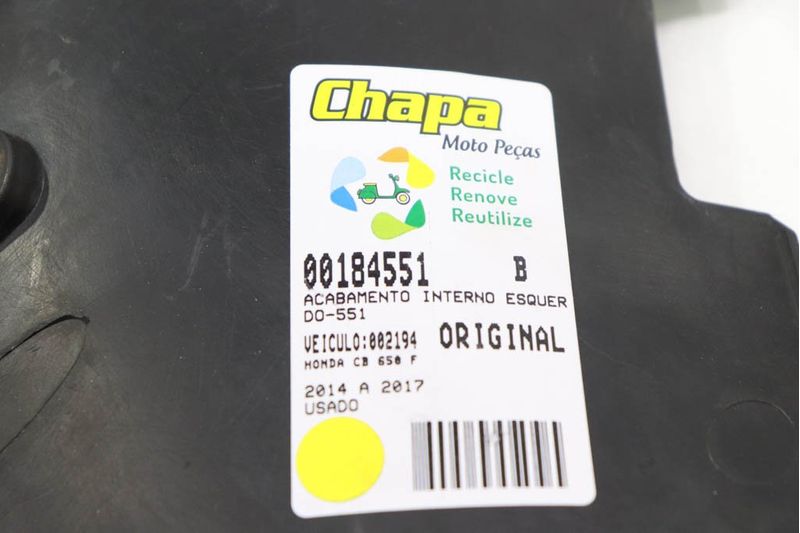 Chapa
Moto Peças
Recicle
Renove
Reutilize
00184551 B
ACABAMENTO INTERNO ESQUER
DO-551
VEICULO:002194 ORIGINAL
HONDA CB 650 F
2014 A 2017
USADO